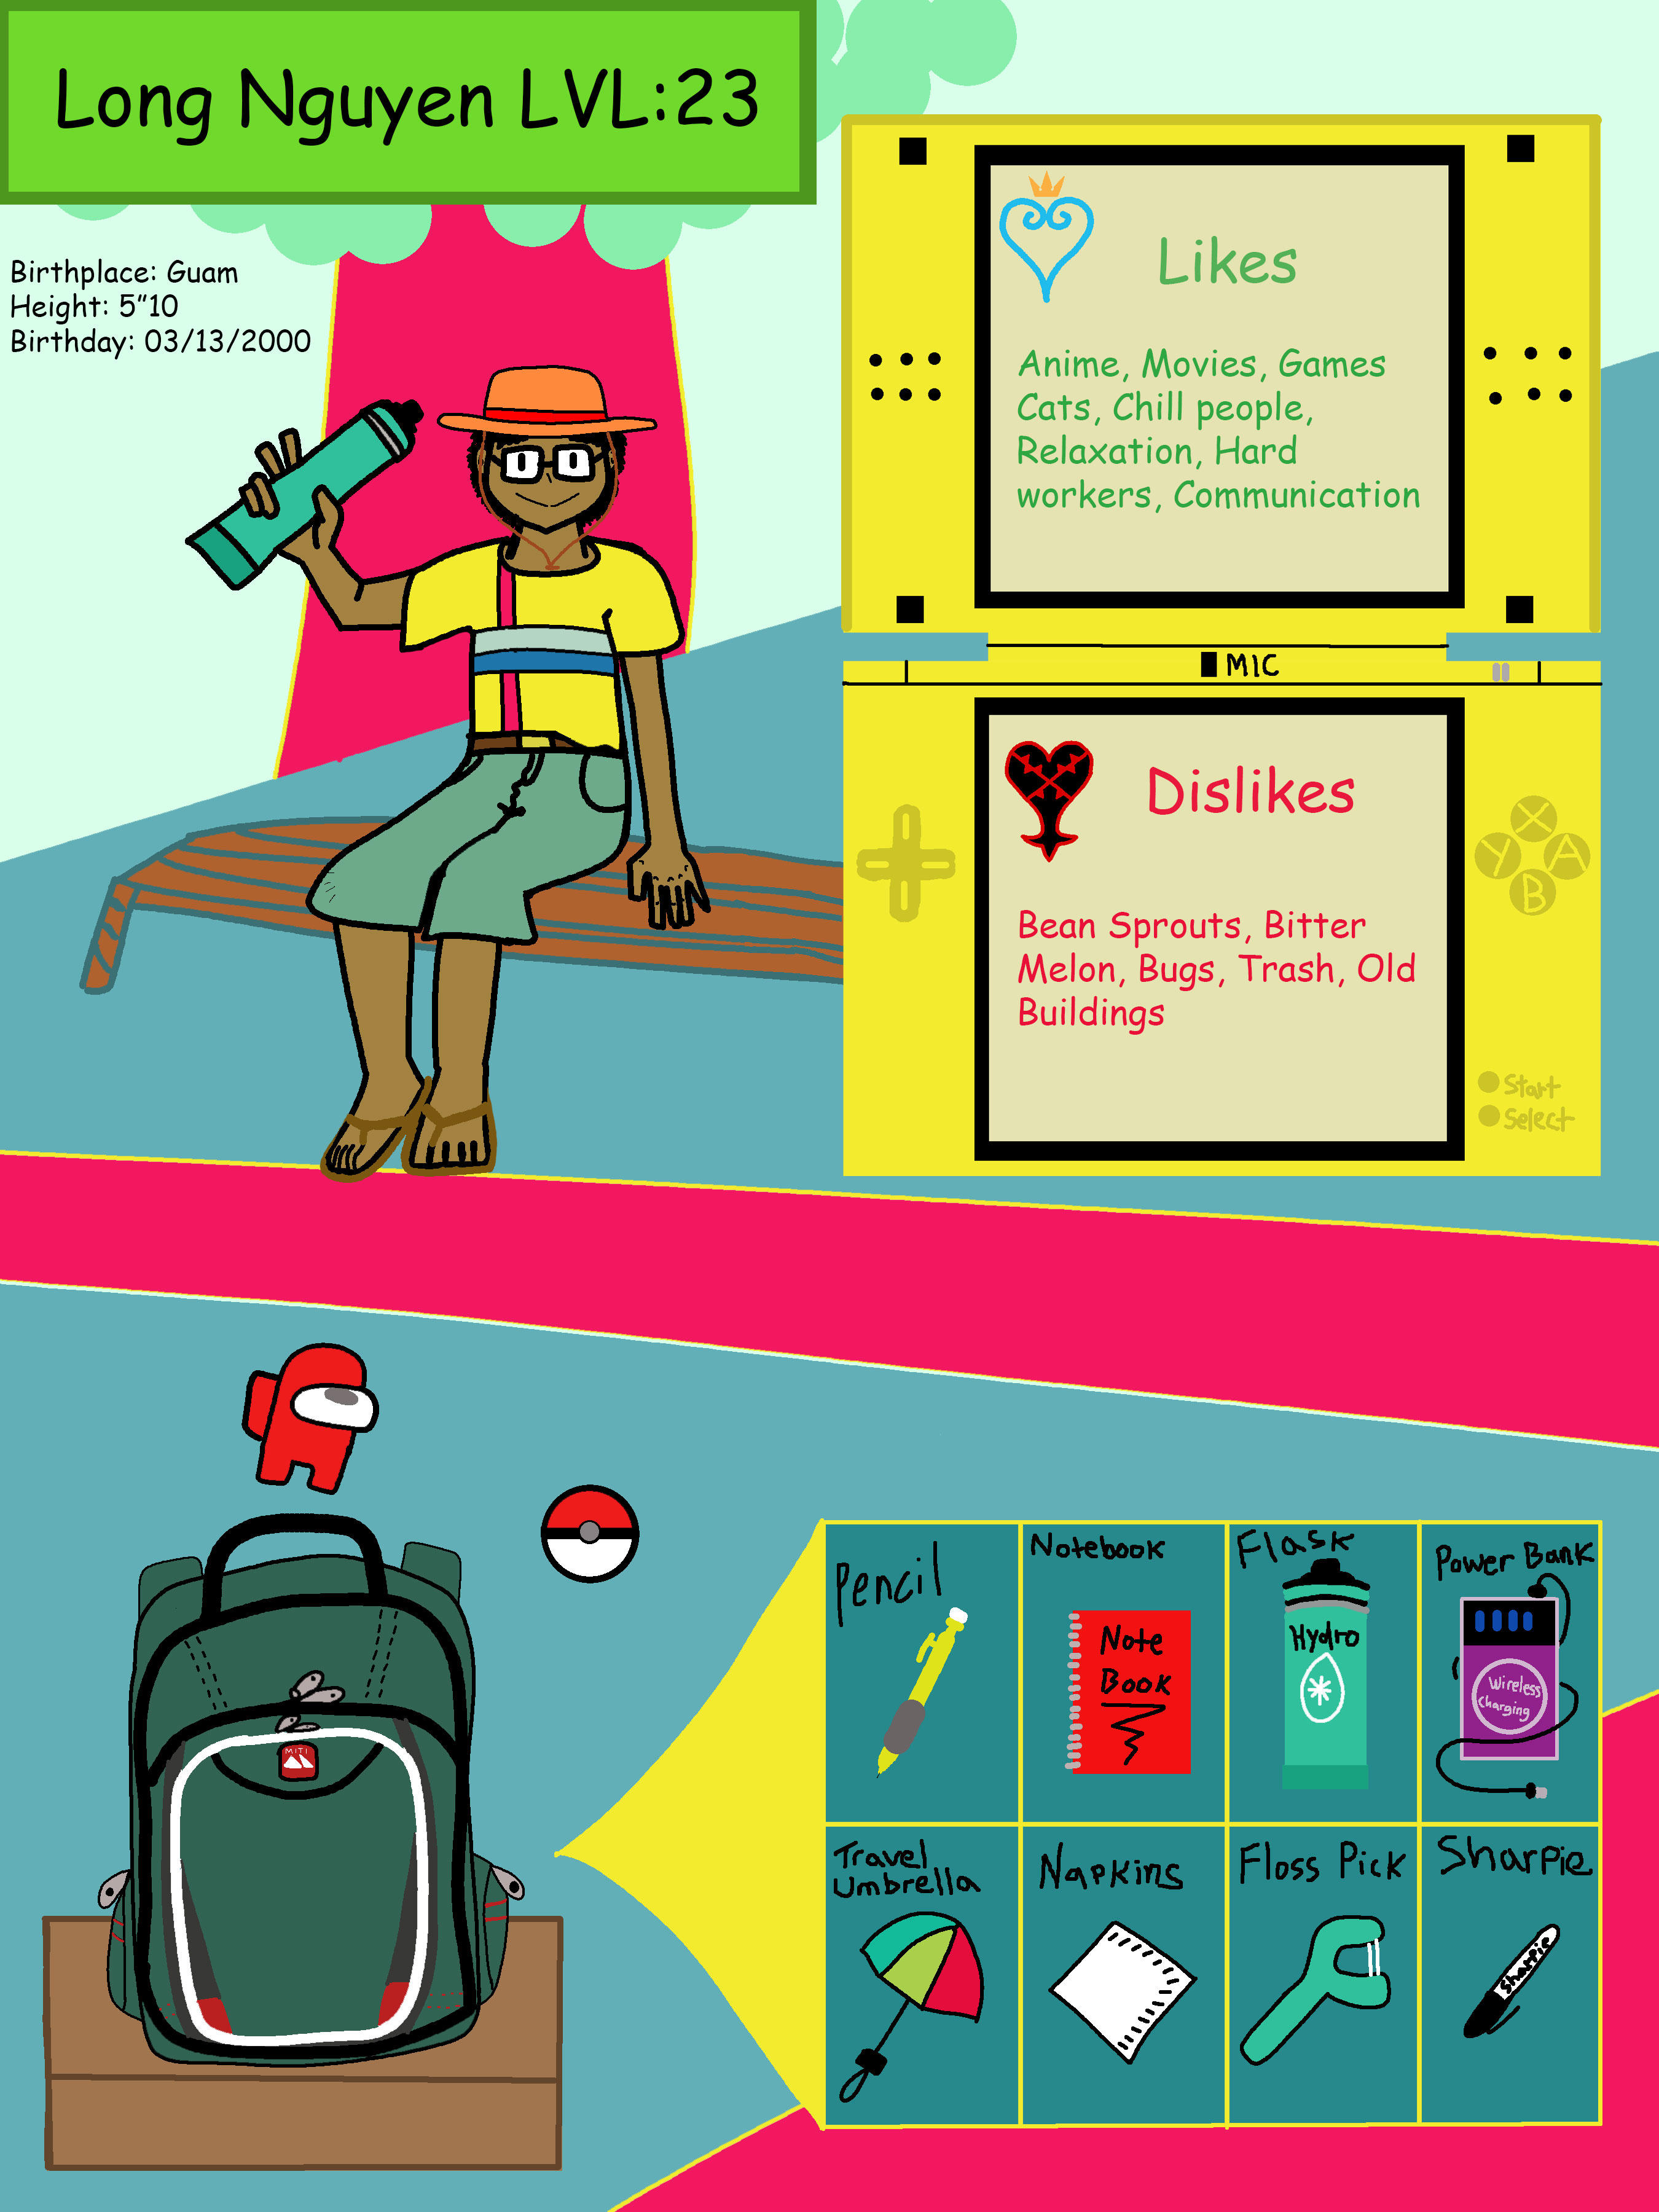 Long Nguyen LVL:23
Birthplace: Guam
Height: 5"10
Birthday: 03/13/2000
Likes
Anime, Movies, Games
Cats, Chill people,
Relaxation, Hard
workers, Communication
MIC
Dislikes
Bean Sprouts, Bitter
Melon, Bugs, Trash, Old
Buildings
X
Y A
B
Start
Select
MITI
Pencil
Notebook
Note
Book
Flask
Hydro
Power Bank
Wireless
Charging
Travel
Umbrella
Napkins
Floss Pick
Sharpie
Sharpie